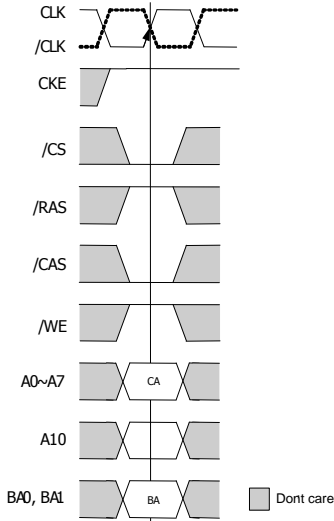 CLK
/CLK
CKE
/CS
/RAS
/CAS
/WE
A0~A7
CA
A10
BA0, BA1
BA
Dont care